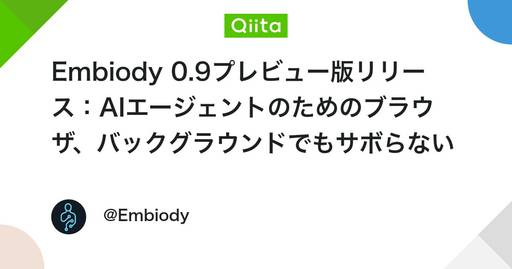 Qiita
Embiody 0.9プレビュー版リリー
ス：AIエージェントのためのブラウ
ザ、バックグラウンドでもサボらない
@Embiody